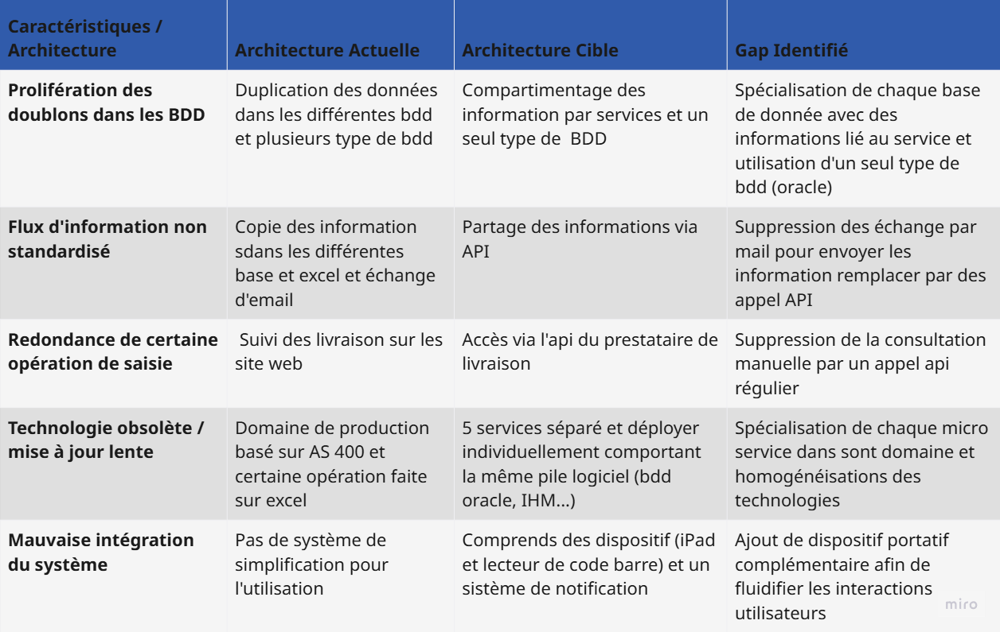 Caractéristiques /
Architecture
Architecture Actuelle
Architecture Cible
Gap Identifié
Prolifération des
doublons dans les BDD
Duplication des données
dans les différentes bdd
et plusieurs type de bdd
Compartimentage des
information par services et un
seul type de  BDD
Spécialisation de chaque base
de donnée avec des
informations lié au service et
utilisation d'un seul type de
bdd (oracle)
Flux d'information non
standardisé
Copie des information
sdans les différentes
base et excel et échange
d'email
Partage des informations via
API
Suppression des échange par
mail pour envoyer les
information remplacer par des
appel API
Redondance de certaine
opération de saisie
Suivi des livraison sur les
site web
Accès via l'api du prestataire de
livraison
Suppression de la consultation
manuelle par un appel api
régulier
Technologie obsolète /
mise à jour lente
Domaine de production
basé sur AS 400 et
certaine opération faite
sur excel
5 services séparé et déployer
individuellement comportant
la même pile logiciel (bdd
oracle, IHM...)
Spécialisation de chaque micro
service dans sont domaine et
homogénéisations des
technologies
Mauvaise intégration
du système
Pas de système de
simplification pour
l'utilisation
Comprends des dispositif (iPad
et lecteur de code barre) et un
sistème de notification
Ajout de dispositif portatif
complémentaire afin de
fluidifier les interactions
utilisateurs
miro